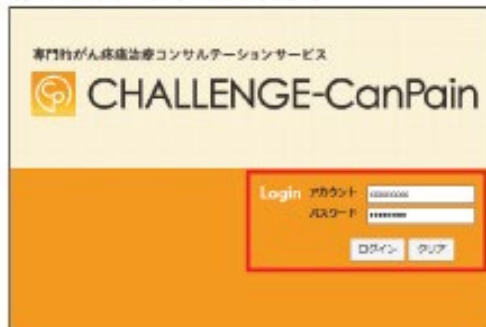 専門的がん疼痛治療コンサルテーションサービス
CP CHALLENGE-CanPain
Login アカウント
パスワード
ログイン クリア